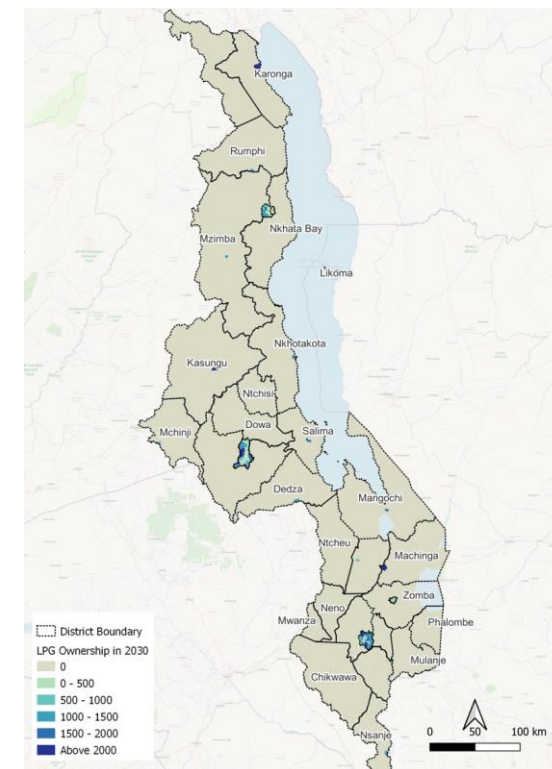 Karonga
Rumphi
Nkhata Bay
Mzimba
Likoma
Nkhotakota
Kasungu
Ntchisi
Mchinji
Dowa
Salima
Dedza
Mangochi
Ntcheu
Machinga
Zomba
Neno
Mwanza
Phalombe
Mulanje
Chikwawa
Nsanje
District Boundary
LPG Ownership in 2030
0
0 - 500
500 - 1000
1000 - 1500
1500 - 2000
Above 2000
0 50 100 km